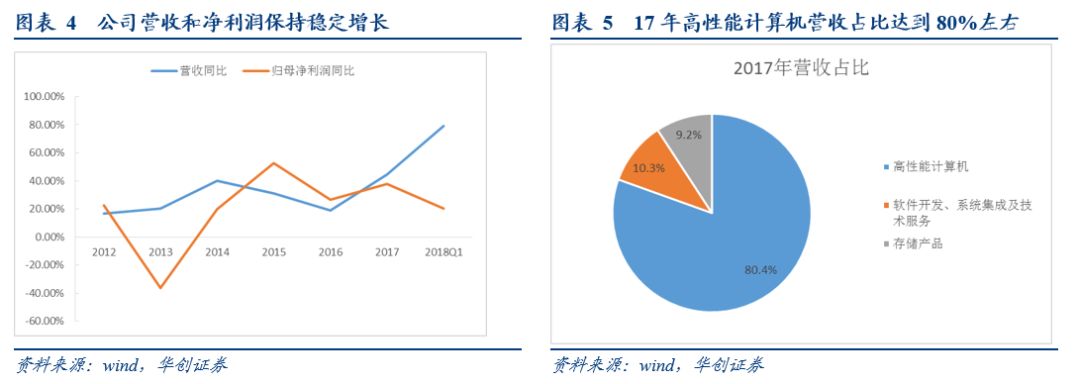 图表 4 公司营收和净利润保持稳定增长
营收同比 归母净利润同比
100.00%
80.00%
60.00%
40.00%
20.00%
0.00%
2012 2013 2014 2015 2016 2017 2018Q1
-20.00%
-40.00%
-60.00%
资料来源：wind，华创证券
图表 5 17 年高性能计算机营收占比达到 80%左右
2017年营收占比
9.2%
10.3%
80.4%
高性能计算机
软件开发、系统集成及技
术服务
存储产品
资料来源：wind，华创证券